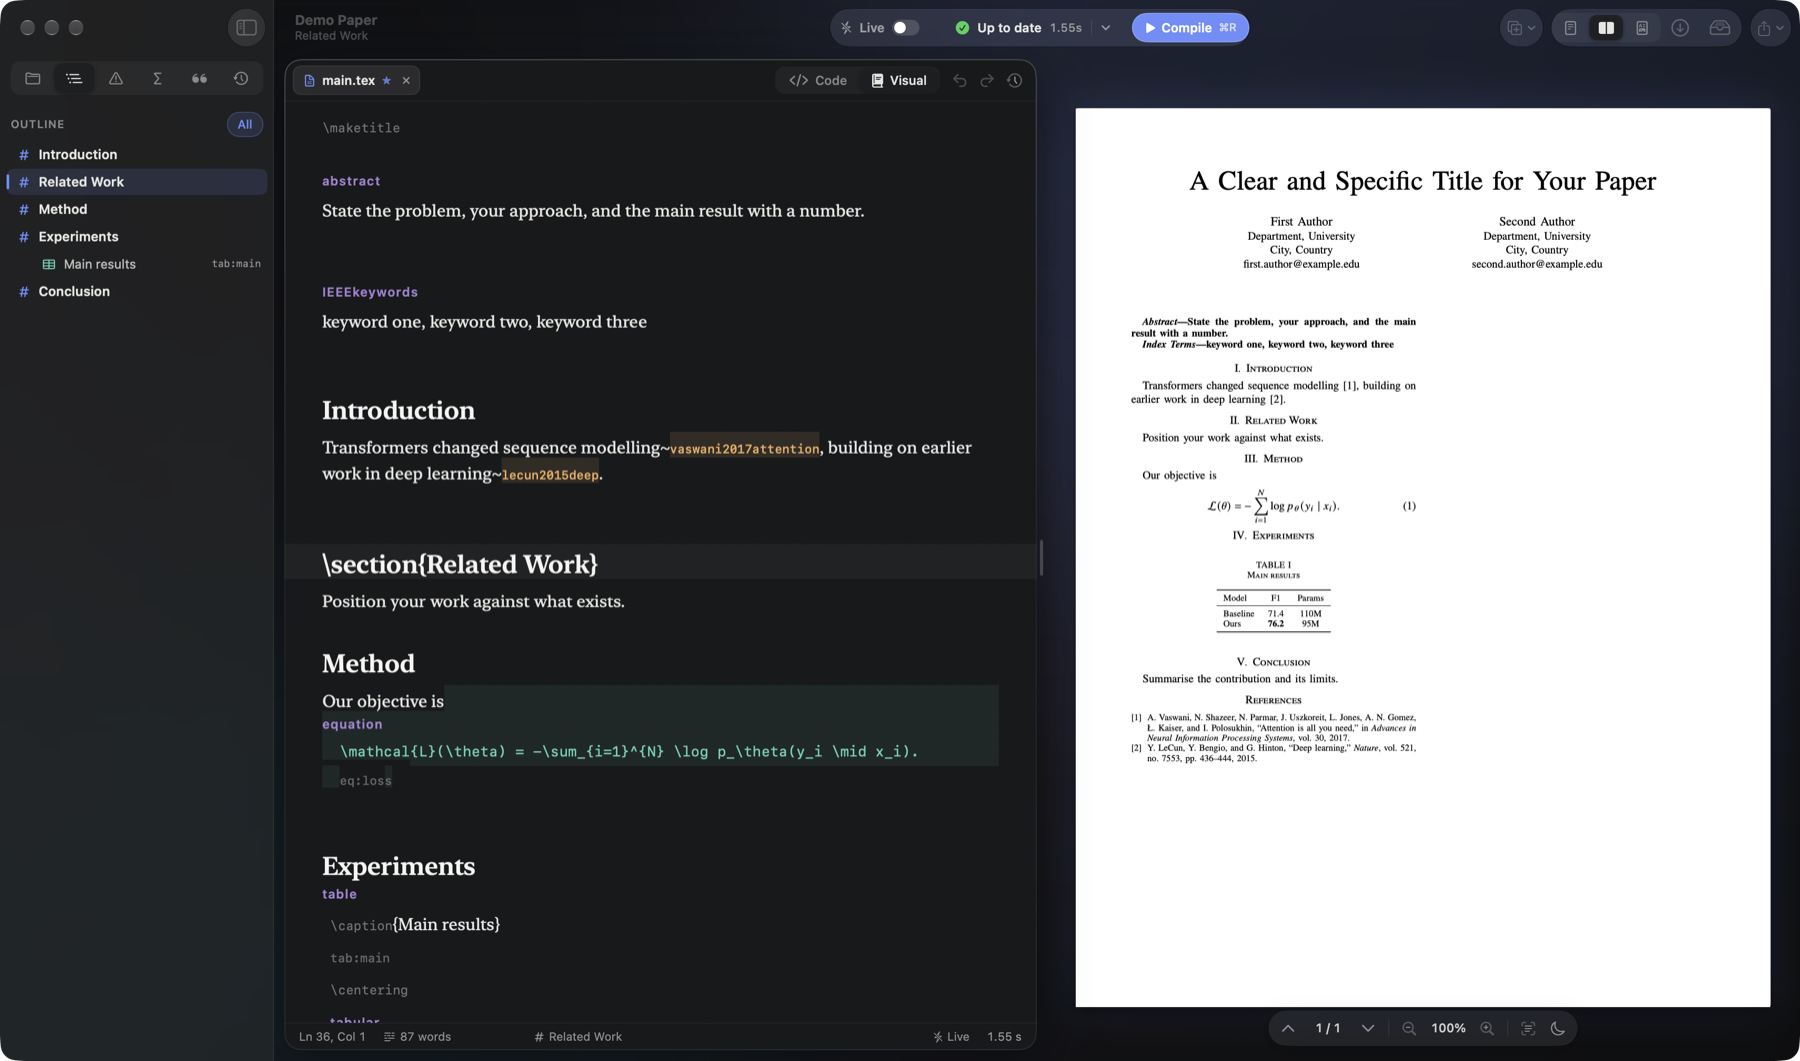 Demo Paper
Related Work
Live
Up to date 1.55s
Compile ⌘R
OUTLINE
All
# Introduction
# Related Work
# Method
# Experiments
Main results tab:main
# Conclusion
main.tex ★ ×
</> Code
Visual
\maketitle
abstract
State the problem, your approach, and the main result with a number.
IEEEkeywords
keyword one, keyword two, keyword three
Introduction
Transformers changed sequence modelling~vaswani2017attention, building on earlier
work in deep learning~lecun2015deep.
\section{Related Work}
Position your work against what exists.
Method
Our objective is
equation
\mathcal{L}(\theta) = -\sum_{i=1}^{N} \log p_\theta(y_i \mid x_i).
eq:loss
Experiments
table
\caption{Main results}
tab:main
\centering
tabular
Ln 36, Col 1
87 words
# Related Work
Live
1.55 s
A Clear and Specific Title for Your Paper
First Author
Department, University
City, Country
first.author@example.edu
Second Author
Department, University
City, Country
second.author@example.edu
Abstract—State the problem, your approach, and the main
result with a number.
Index Terms—keyword one, keyword two, keyword three
I. Introduction
Transformers changed sequence modelling [1], building on
earlier work in deep learning [2].
II. Related Work
Position your work against what exists.
III. Method
Our objective is
ℒ(θ) = − ∑_{i=1}^{N} log p_θ(y_i | x_i). (1)
IV. Experiments
TABLE I
Main results
Model F1 Params
Baseline 71.4 110M
Ours 76.2 95M
V. Conclusion
Summarise the contribution and its limits.
References
[1] A. Vaswani, N. Shazeer, N. Parmar, J. Uszkoreit, L. Jones, A. N. Gomez,
Ł. Kaiser, and I. Polosukhin, “Attention is all you need,” in Advances in
Neural Information Processing Systems, vol. 30, 2017.
[2] Y. LeCun, Y. Bengio, and G. Hinton, “Deep learning,” Nature, vol. 521,
no. 7553, pp. 436–444, 2015.
1 / 1
100%